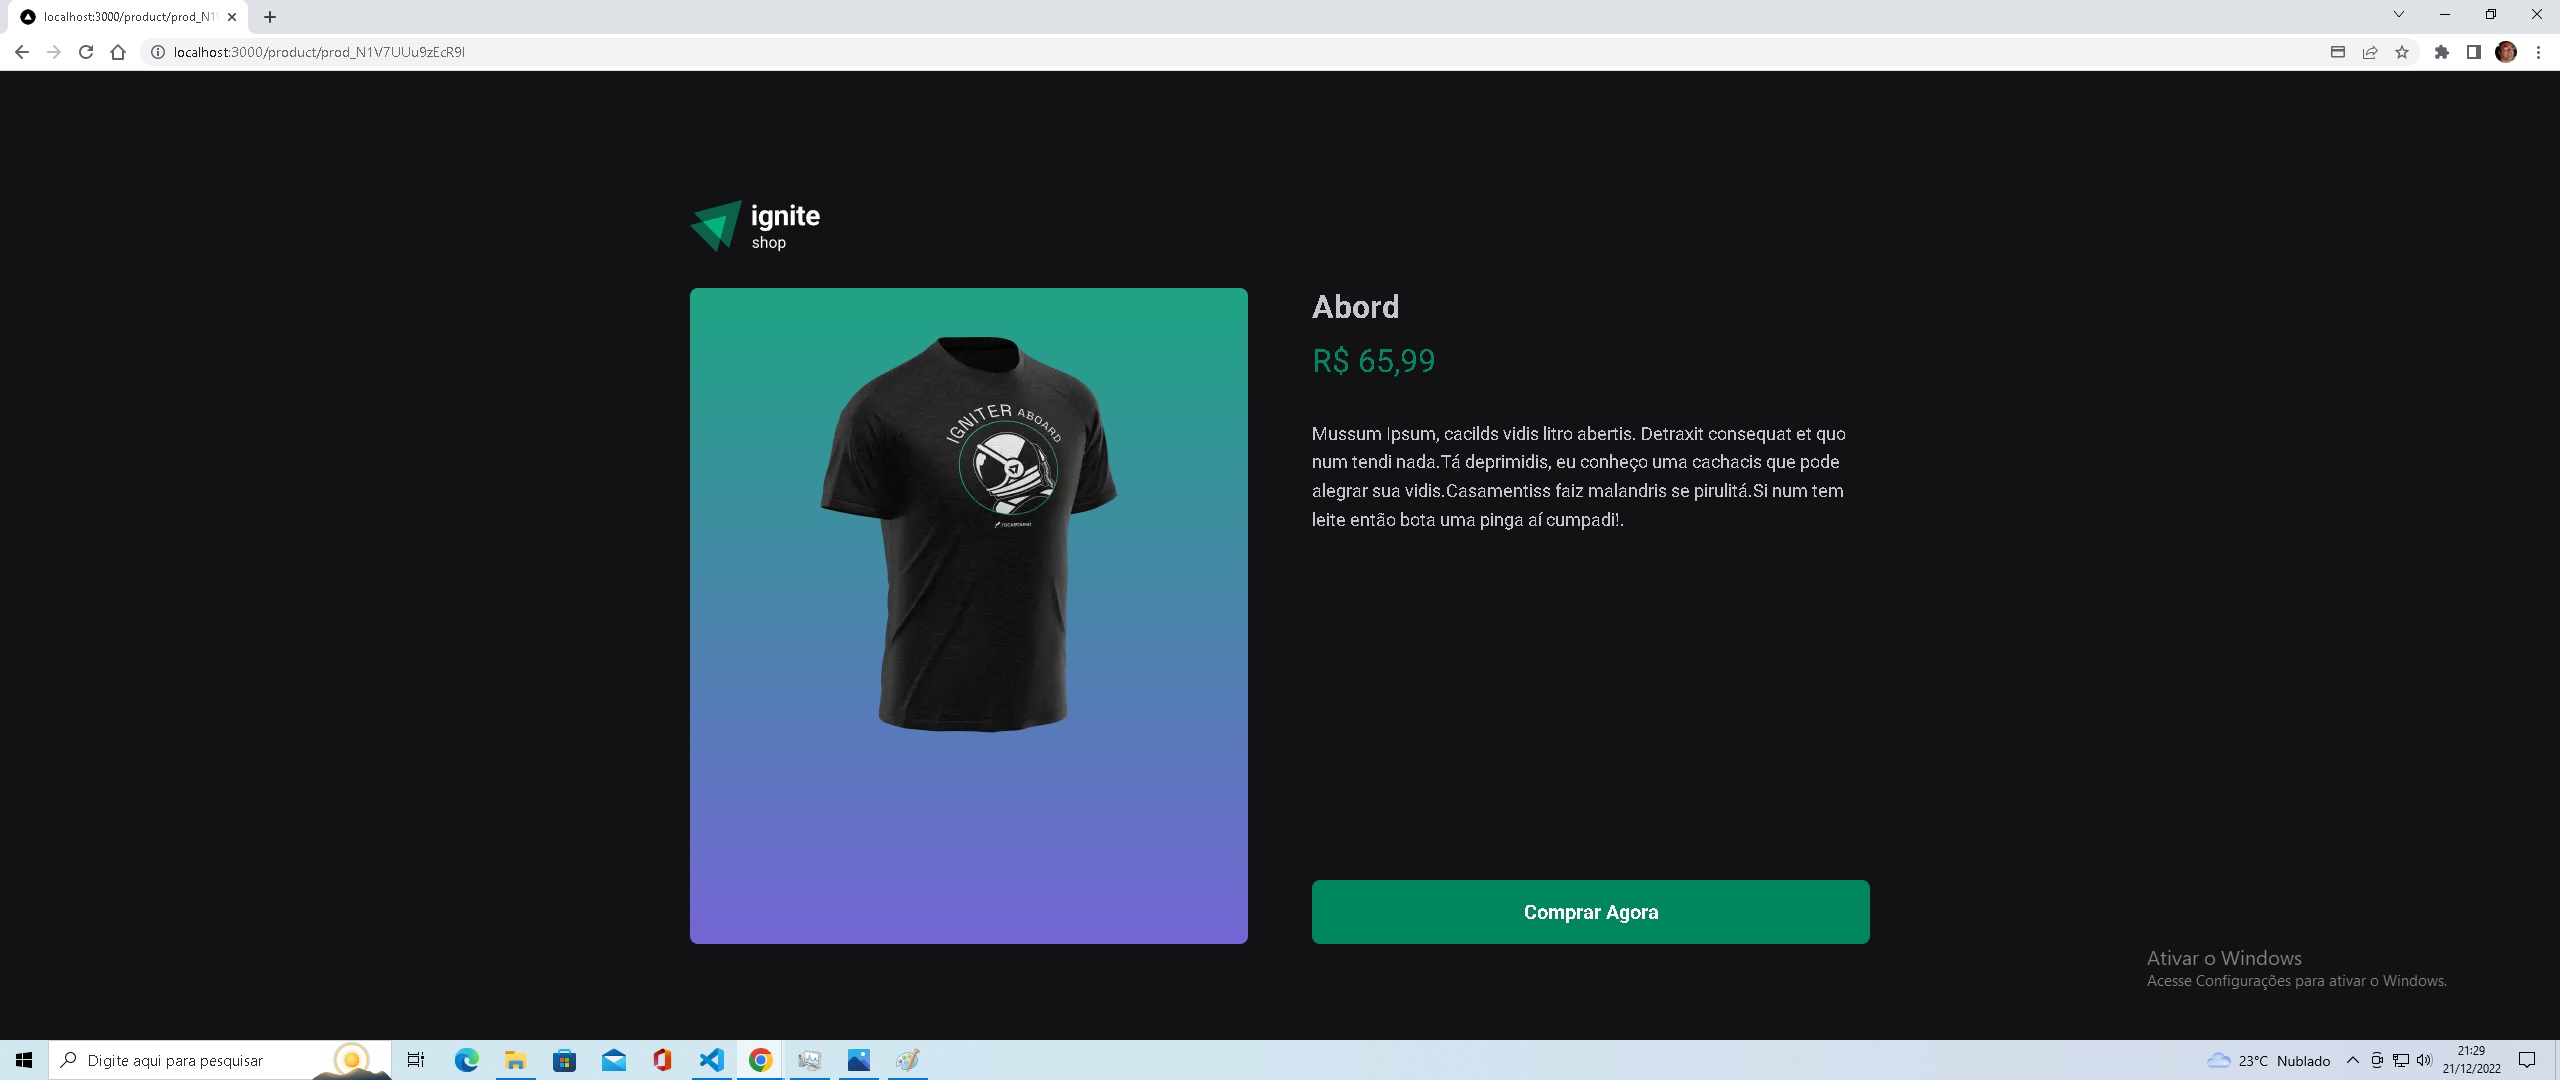 localhost:3000/product/prod_N1
localhost:3000/product/prod_N1V7UUu9zEcR9I
ignite
shop
IGNITER ABOARD
rocketseat
Abord
R$ 65,99
Mussum Ipsum, cacilds vidis litro abertis. Detraxit consequat et quo
num tendi nada.Tá deprimidis, eu conheço uma cachacis que pode
alegrar sua vidis.Casamentiss faiz malandris se pirulitá.Si num tem
leite então bota uma pinga aí cumpadi!.
Comprar Agora
Ativar o Windows
Acesse Configurações para ativar o Windows.
Digite aqui para pesquisar
23°C Nublado
21:29
21/12/2022